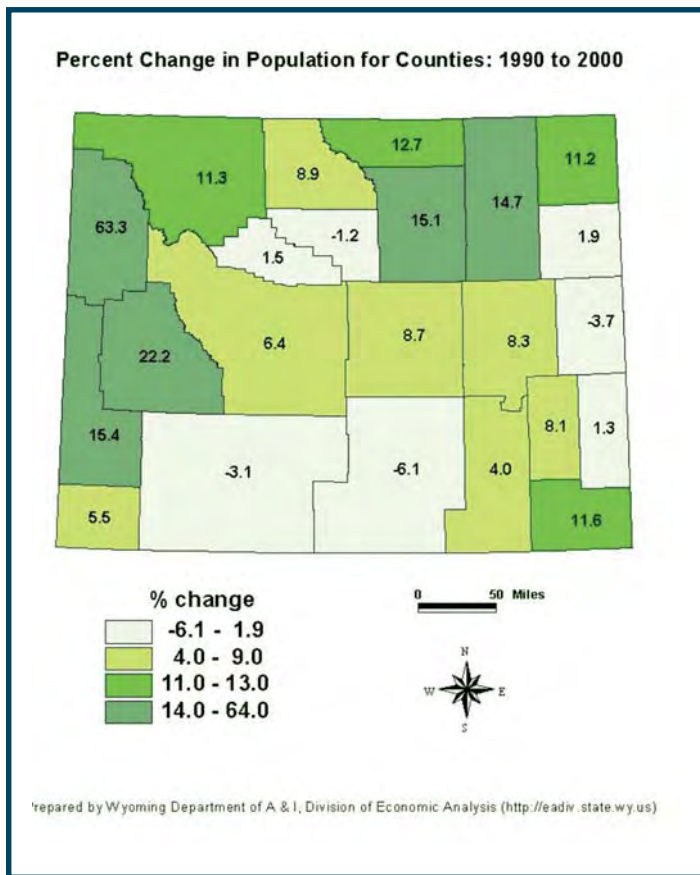 Percent Change in Population for Counties: 1990 to 2000
12.7
11.2
11.3
8.9
14.7
15.1
63.3
-1.2
1.9
1.5
-3.7
6.4
8.7
8.3
22.2
8.1
1.3
15.4
-3.1
-6.1
4.0
5.5
11.6
% change
-6.1 - 1.9
4.0 - 9.0
11.0 - 13.0
14.0 - 64.0
0 50 Miles
N
W E
S
repared by Wyoming Department of A & I, Division of Economic Analysis (http://eadiv.state.wy.us)